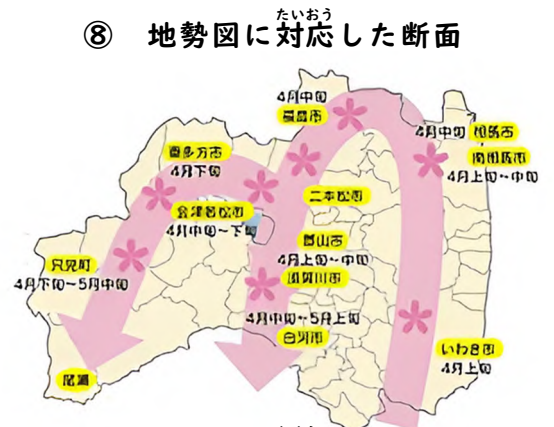 ⑧ 地勢図に対応した断面
たいおう
4月中旬
福島市
4月中旬 相馬市
南相馬市
4月上旬~中旬
喜多方市
4月下旬
二本松市
会津若松市
4月中旬~下旬
郡山市
4月上旬~中旬
須賀川市
只見町
4月下旬~5月中旬
4月中旬~5月上旬
白河市
いわき市
4月上旬
尾瀬